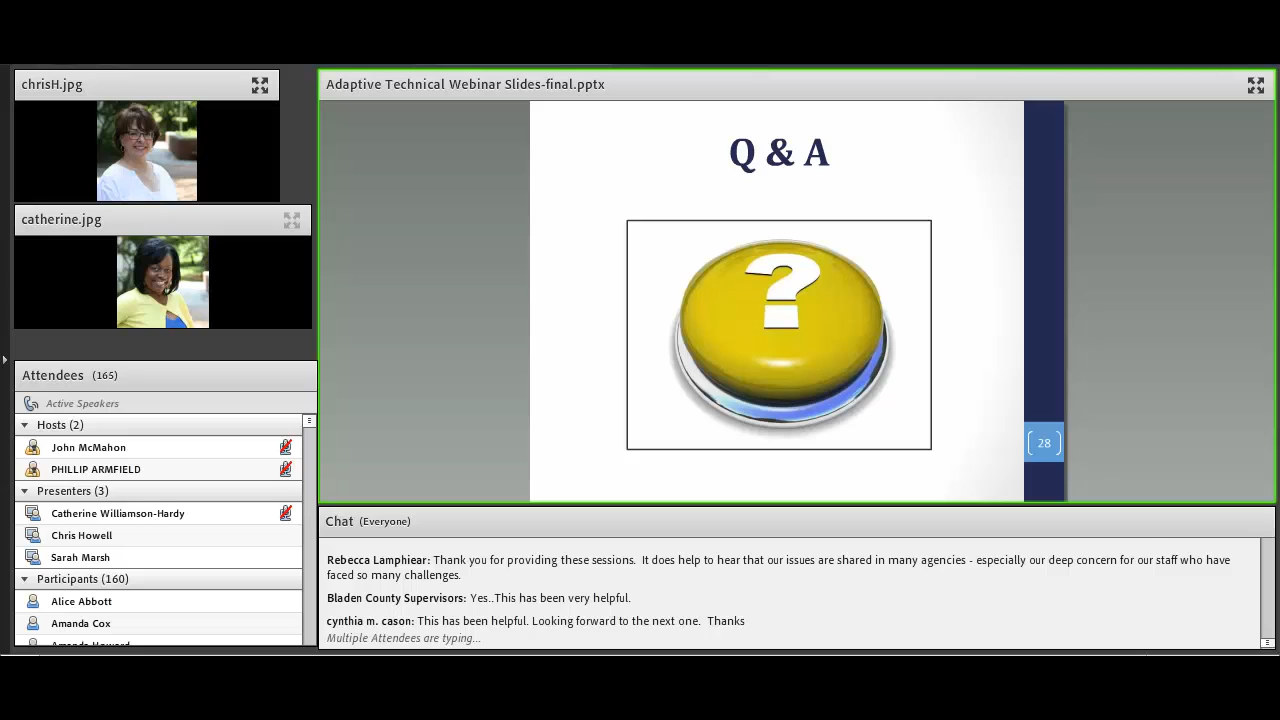 chrisH.jpg
catherine.jpg
Attendees (165)
Active Speakers
Hosts (2)
John McMahon
PHILLIP ARMFIELD
Presenters (3)
Catherine Williamson-Hardy
Chris Howell
Sarah Marsh
Participants (160)
Alice Abbott
Amanda Cox
Amanda Howard
Adaptive Technical Webinar Slides-final.pptx
Q & A
?
28
Chat (Everyone)
Rebecca Lamphiear: Thank you for providing these sessions. It does help to hear that our issues are shared in many agencies - especially our deep concern for our staff who have
faced so many challenges.
Bladen County Supervisors: Yes..This has been very helpful.
cynthia m. cason: This has been helpful. Looking forward to the next one. Thanks
Multiple Attendees are typing...